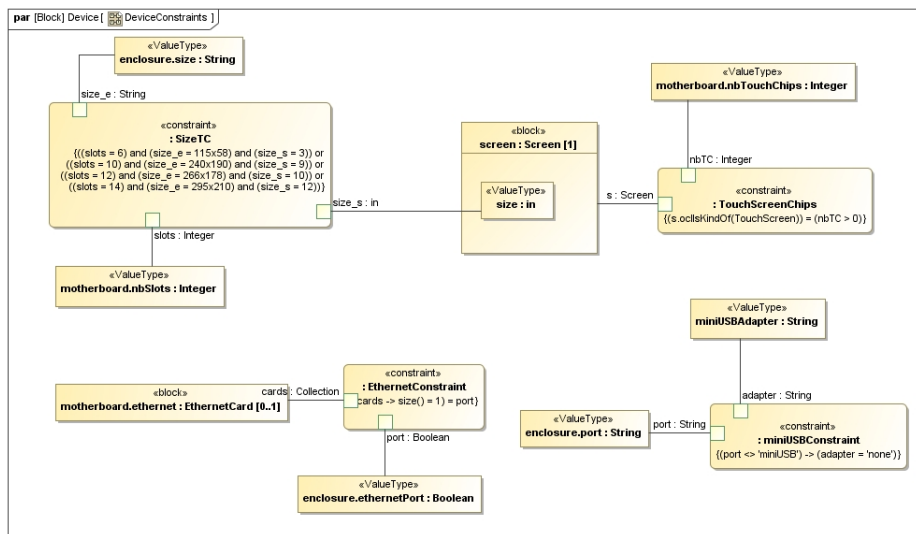 par [Block] Device [ DeviceConstraints ]
«ValueType»
enclosure.size : String
size_e : String
«constraint»
: SizeTC
{((slots = 6) and (size_e = 115x58) and (size_s = 3)) or
((slots = 10) and (size_e = 240x190) and (size_s = 9)) or
((slots = 12) and (size_e = 266x178) and (size_s = 10)) or
((slots = 14) and (size_e = 295x210) and (size_s = 12))}
size_s : in
slots : Integer
«ValueType»
motherboard.nbSlots : Integer
«block»
screen : Screen [1]
«ValueType»
size : in
«ValueType»
motherboard.nbTouchChips : Integer
nbTC : Integer
s : Screen
«constraint»
: TouchScreenChips
{(s.oclIsKindOf(TouchScreen)) = (nbTC > 0)}
«block»
motherboard.ethernet : EthernetCard [0..1]
cards : Collection
«constraint»
: EthernetConstraint
cards -> size() = 1) = port}
port : Boolean
«ValueType»
enclosure.ethernetPort : Boolean
«ValueType»
miniUSBAdapter : String
adapter : String
«ValueType»
enclosure.port : String
port : String
«constraint»
: miniUSBConstraint
{(port <> 'miniUSB') -> (adapter = 'none')}